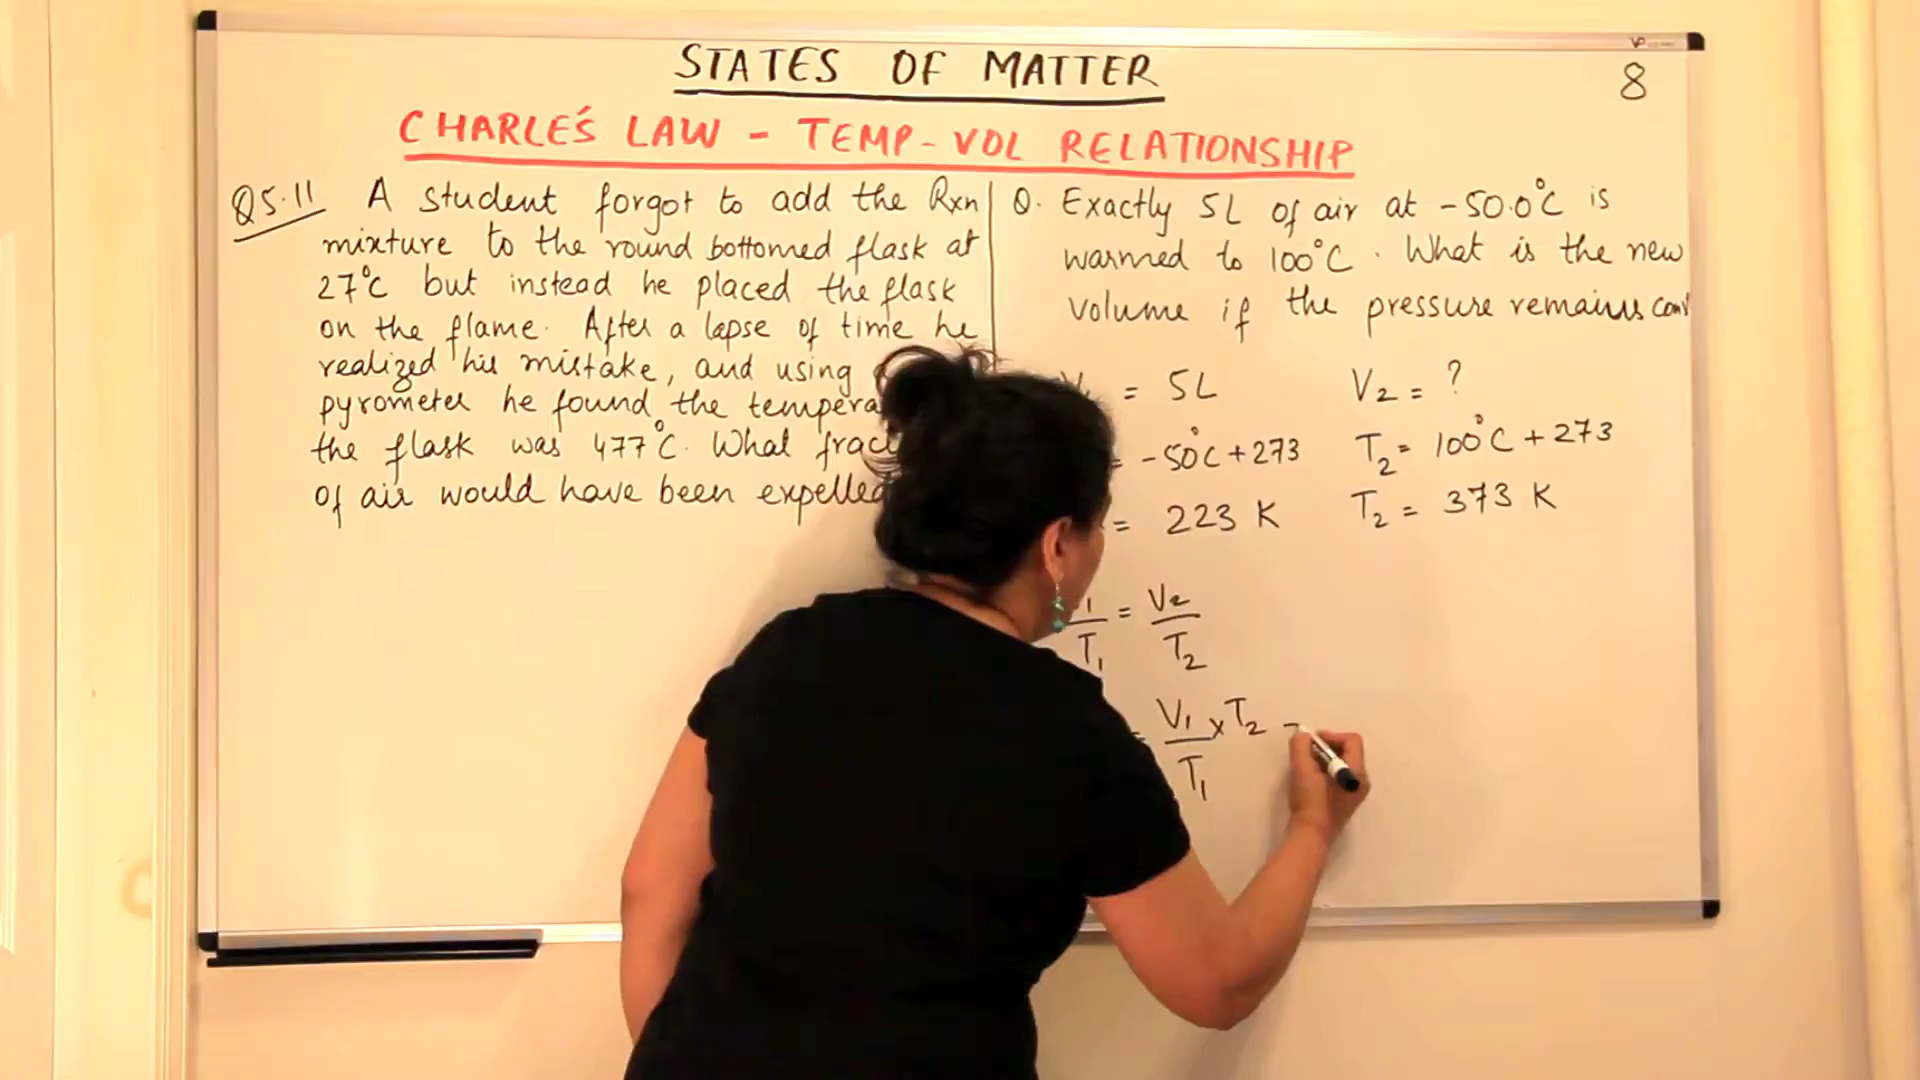 STATES OF MATTER
8
CHARLE'S LAW - TEMP-VOL RELATIONSHIP
Q5.11 A student forgot to add the Rxn
mixture to the round bottomed flask at
27°C but instead he placed the flask
on the flame. After a lapse of time he
realized his mistake, and using
pyrometer he found the tempera
the flask was 477°C. What frac
of air would have been expelled
Q. Exactly 5L of air at -50.0°C is
warmed to 100°C. What is the new
volume if the pressure remains con
V1 = 5L V2 = ?
= -50°C + 273 T2 = 100°C + 273
= 223 K T2 = 373 K
1/T1 = V2/T2
= V1/T1 x T2